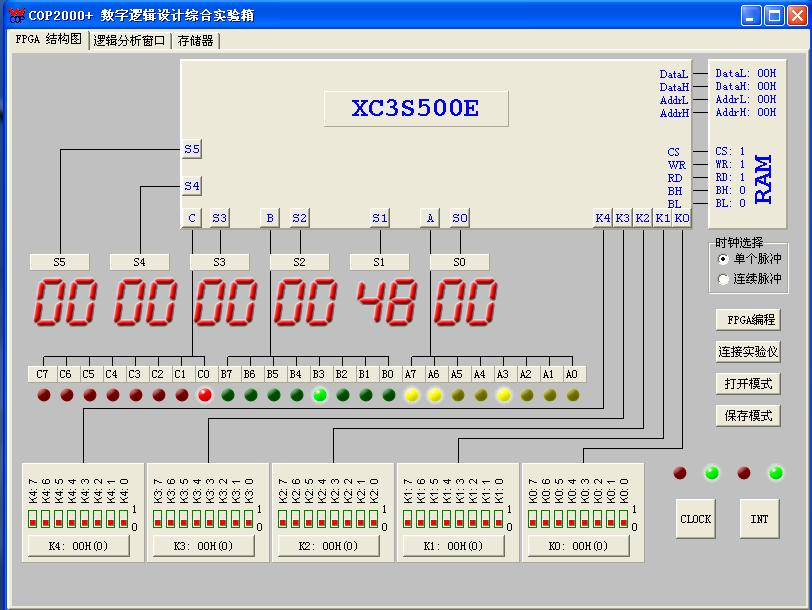 COP2000+ 数字逻辑设计综合实验箱
FPGA 结构图 逻辑分析窗口 存储器
XC3S500E
DataL DataL: 00H
DataH DataH: 00H
AddrL AddrL: 00H
AddrH AddrH: 00H
CS CS: 1
WR WR: 1
RD RD: 1
BH BH: 0
BL BL: 0
RAM
S5
S4
C S3 B S2 S1 A S0 K4 K3 K2 K1 K0
时钟选择
单个脉冲
连续脉冲
S5 S4 S3 S2 S1 S0
00 00 00 00 48 00
FPGA编程
连接实验仪
打开模式
保存模式
C7 C6 C5 C4 C3 C2 C1 C0 B7 B6 B5 B4 B3 B2 B1 B0 A7 A6 A5 A4 A3 A2 A1 A0
K4:7 K4:6 K4:5 K4:4 K4:3 K4:2 K4:1 K4:0 1 0
K4: 00H(0)
K3:7 K3:6 K3:5 K3:4 K3:3 K3:2 K3:1 K3:0 1 0
K3: 00H(0)
K2:7 K2:6 K2:5 K2:4 K2:3 K2:2 K2:1 K2:0 1 0
K2: 00H(0)
K1:7 K1:6 K1:5 K1:4 K1:3 K1:2 K1:1 K1:0 1 0
K1: 00H(0)
K0:7 K0:6 K0:5 K0:4 K0:3 K0:2 K0:1 K0:0 1 0
K0: 00H(0)
CLOCK INT